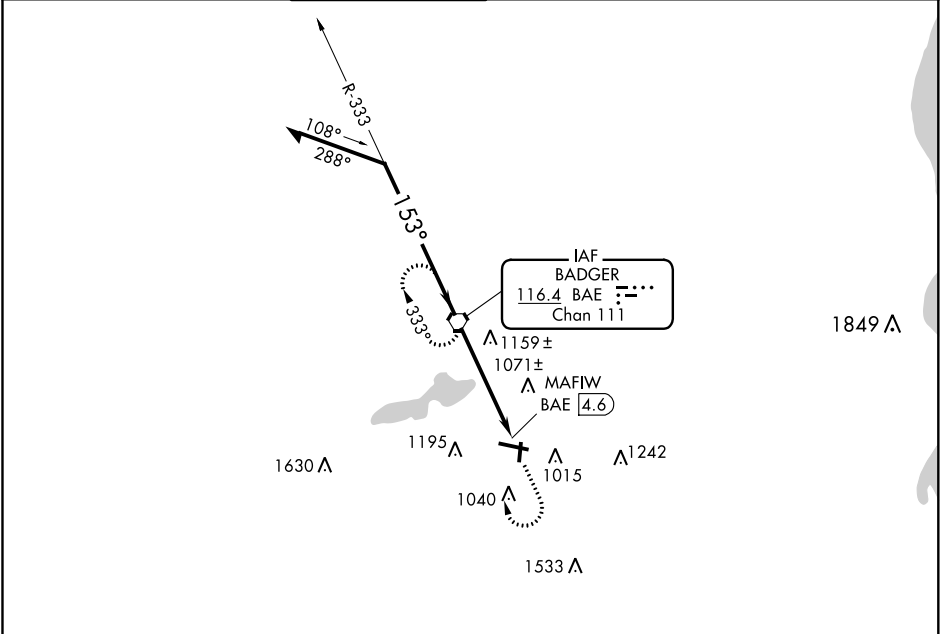 R-333
108°
288°
153°
IAF
BADGER
116.4 BAE
Chan 111
333°
1159±
1849
1071±
MAFIW
BAE 4.6
1195
1630
1242
1015
1040
1533